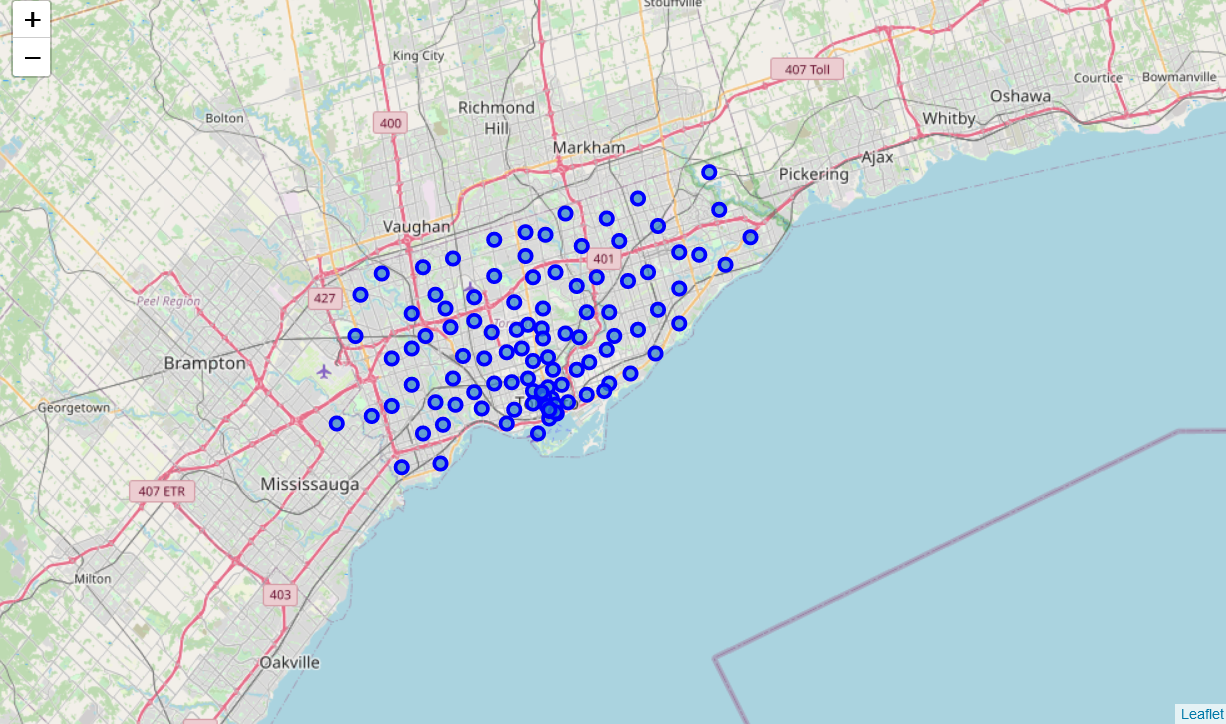 +
−
Stouffville
King City
407 Toll
Courtice
Bowmanville
Oshawa
Richmond
Hill
Bolton
400
Whitby
Markham
Ajax
Pickering
Vaughan
401
427
Peel Region
Brampton
Georgetown
Mississauga
407 ETR
Milton
403
Oakville
Leaflet